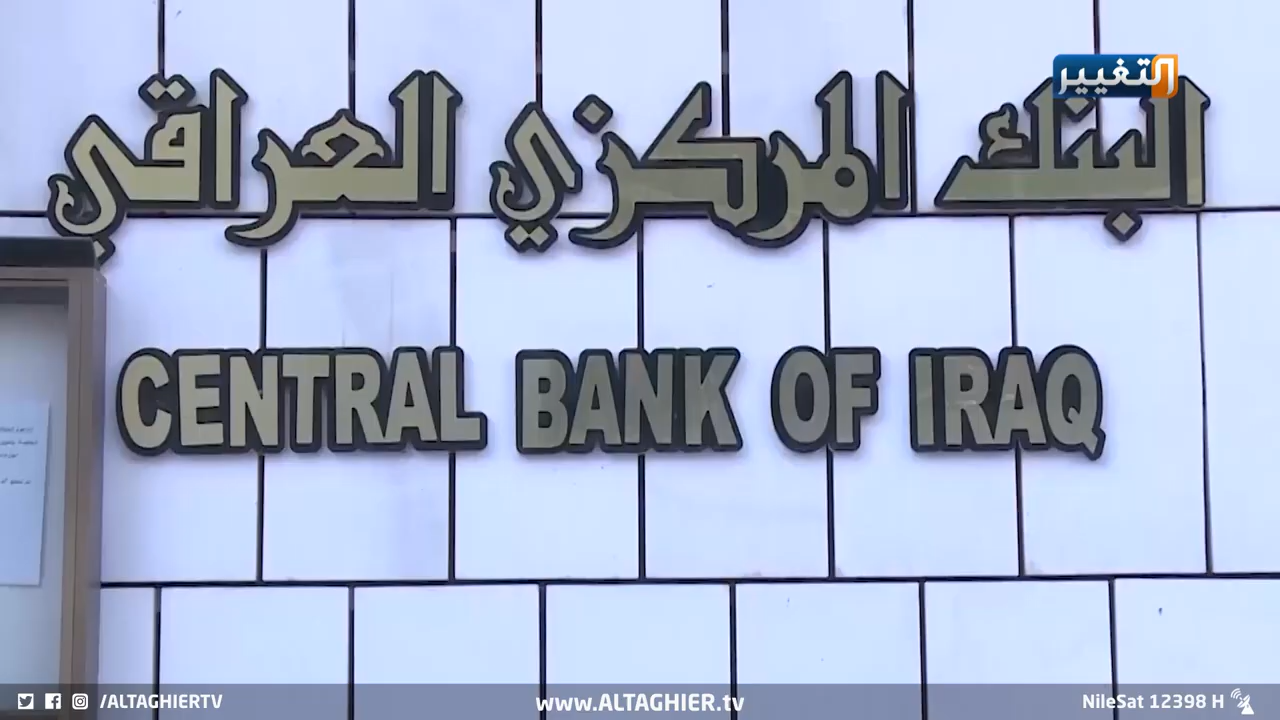 التغيير
البنك المركزي العراقي
CENTRAL BANK OF IRAQ
/ALTAGHIERTV
www.ALTAGHIER.tv
NileSat 12398 H